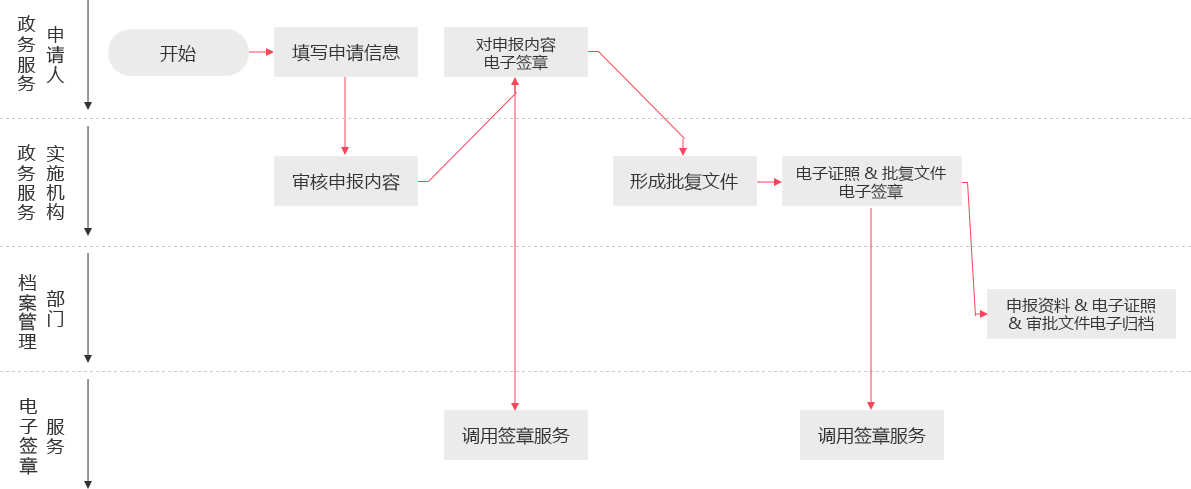 政务服务
申请人
开始
填写申请信息
对申报内容
电子签章
政务服务
实施机构
审核申报内容
形成批复文件
电子证照 & 批复文件
电子签章
档案管理
部门
申报资料 & 电子证照
& 审批文件电子归档
电子签章
服务
调用签章服务
调用签章服务